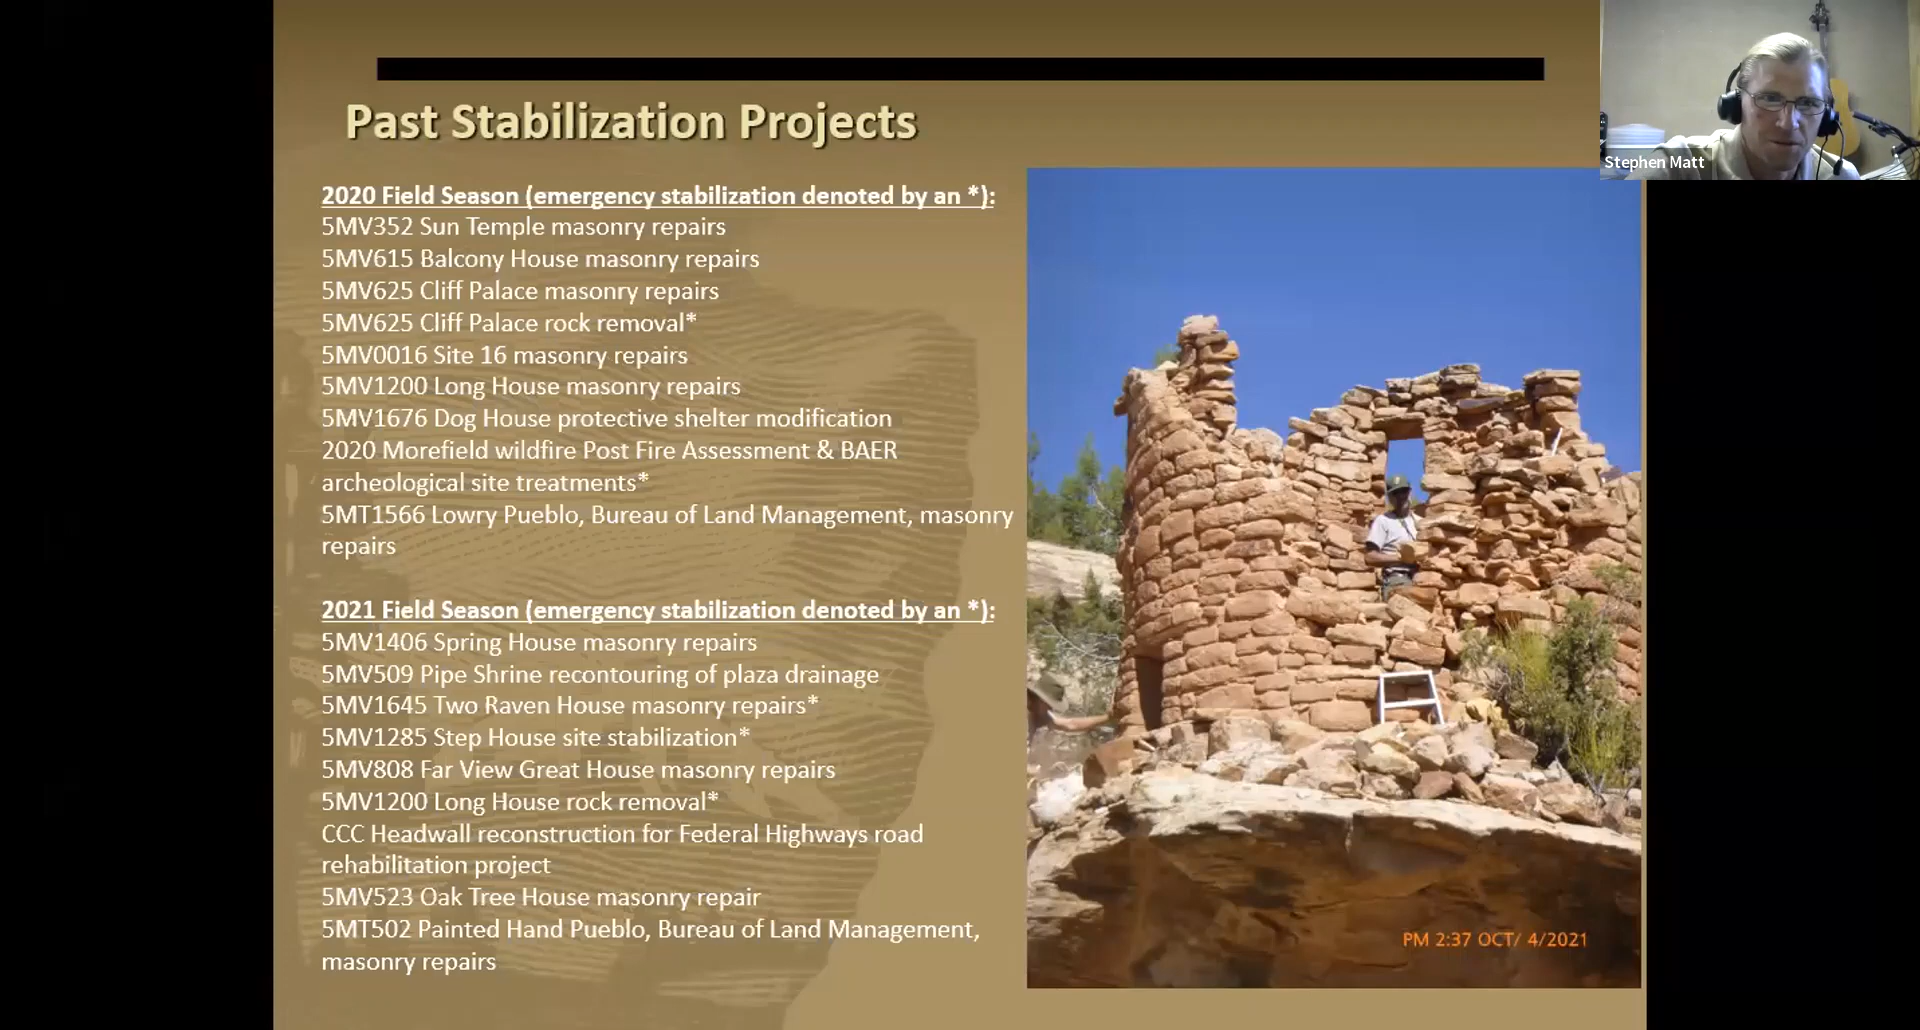 Past Stabilization Projects
Stephen Matt
2020 Field Season (emergency stabilization denoted by an *):
5MV352 Sun Temple masonry repairs
5MV615 Balcony House masonry repairs
5MV625 Cliff Palace masonry repairs
5MV625 Cliff Palace rock removal*
5MV0016 Site 16 masonry repairs
5MV1200 Long House masonry repairs
5MV1676 Dog House protective shelter modification
2020 Morefield wildfire Post Fire Assessment & BAER
archeological site treatments*
5MT1566 Lowry Pueblo, Bureau of Land Management, masonry
repairs
2021 Field Season (emergency stabilization denoted by an *):
5MV1406 Spring House masonry repairs
5MV509 Pipe Shrine recontouring of plaza drainage
5MV1645 Two Raven House masonry repairs*
5MV1285 Step House site stabilization*
5MV808 Far View Great House masonry repairs
5MV1200 Long House rock removal*
CCC Headwall reconstruction for Federal Highways road
rehabilitation project
5MV523 Oak Tree House masonry repair
5MT502 Painted Hand Pueblo, Bureau of Land Management,
masonry repairs
PM 2:37 OCT/ 4/2021